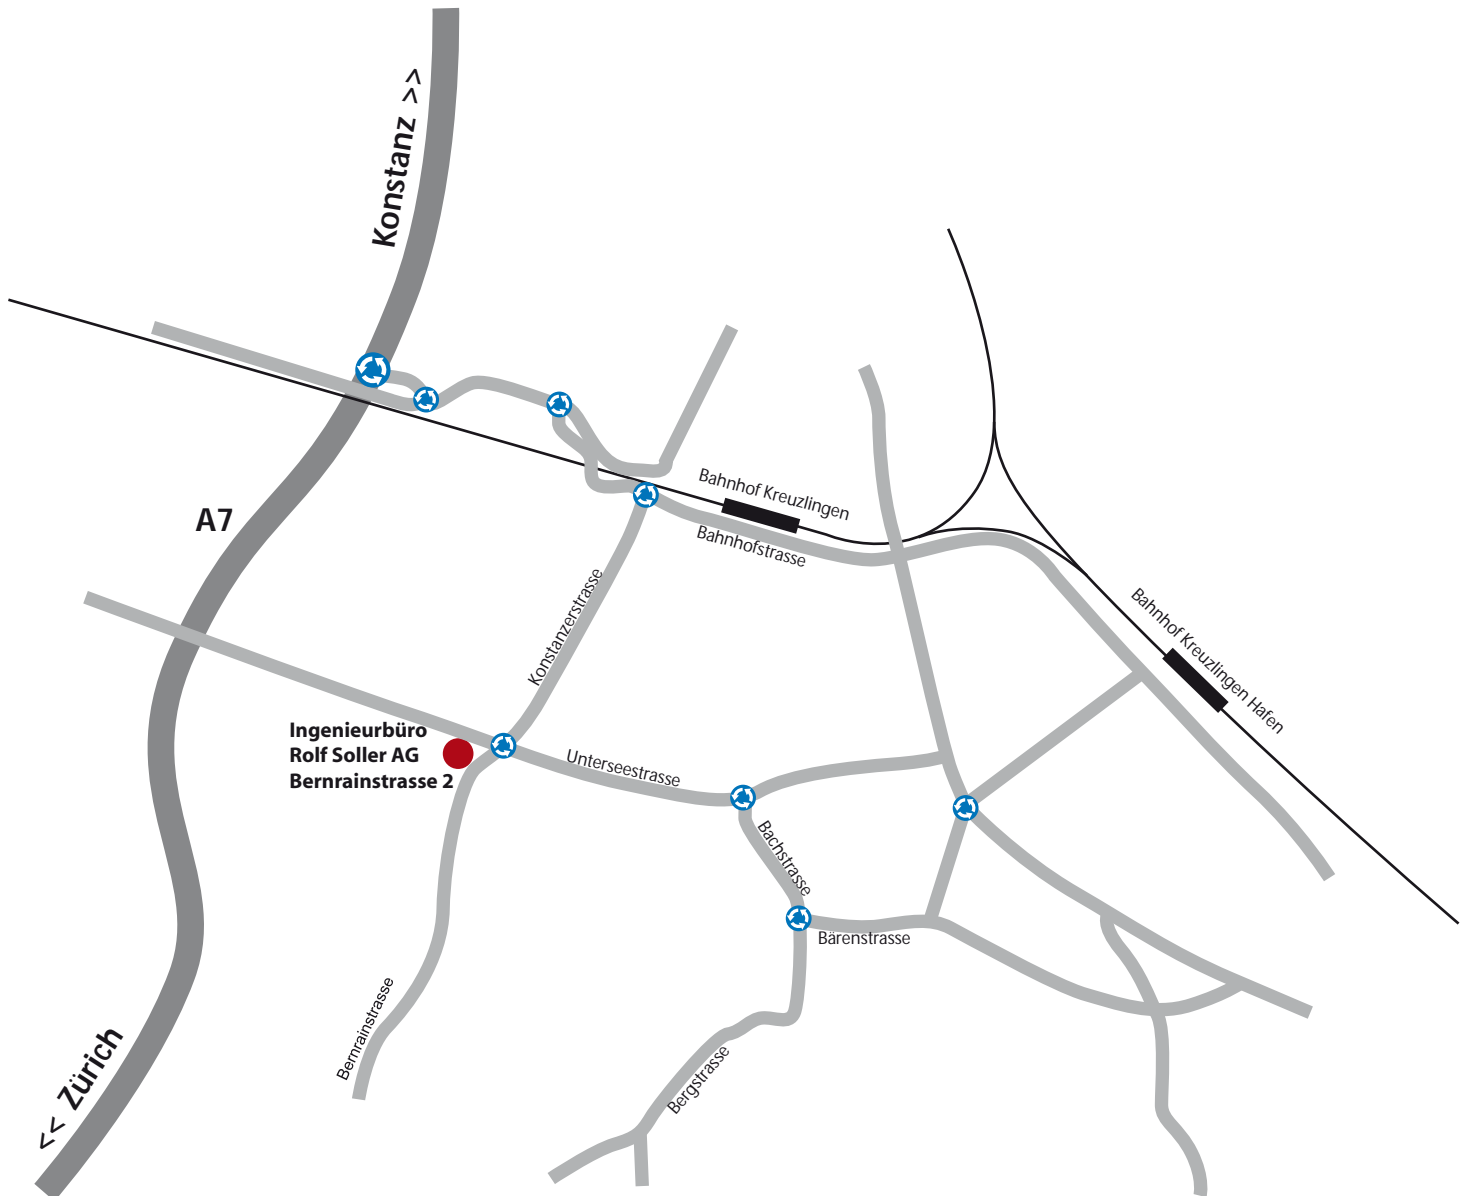 Konstanz >>
Bahnhof Kreuzlingen
A7
Bahnhofstrasse
Konstanzerstrasse
Bahnhof Kreuzlingen Hafen
Ingenieurbüro
Rolf Soller AG
Bernrainstrasse 2
Unterseestrasse
Bachstrasse
Bärenstrasse
Bernrainstrasse
<< Zürich
Bergstrasse